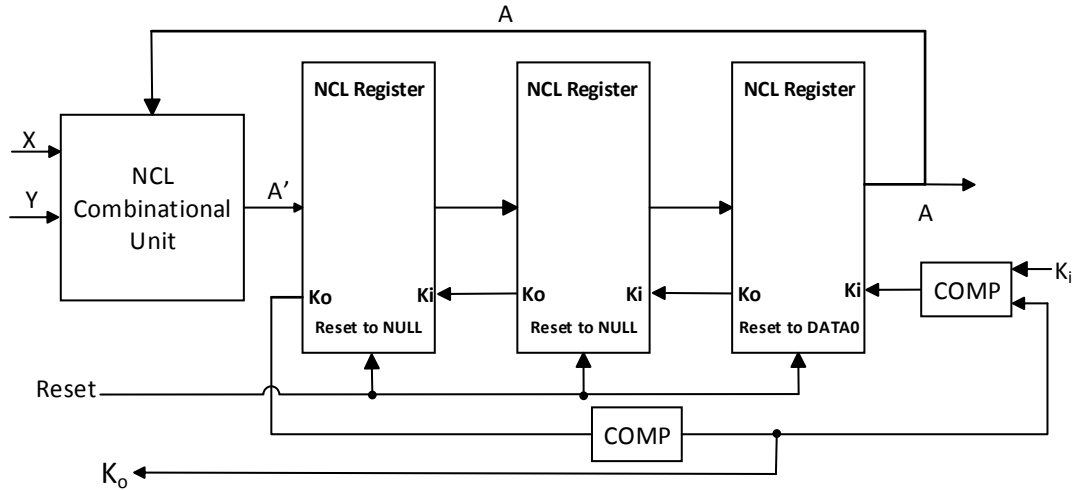 A
NCL Register
NCL Register
NCL Register
X
Y
NCL
Combinational
Unit
A’
A
Ko
Ki
Ko
Ki
Ko
Ki
COMP
Ki
Reset to NULL
Reset to NULL
Reset to DATA0
Reset
COMP
Ko